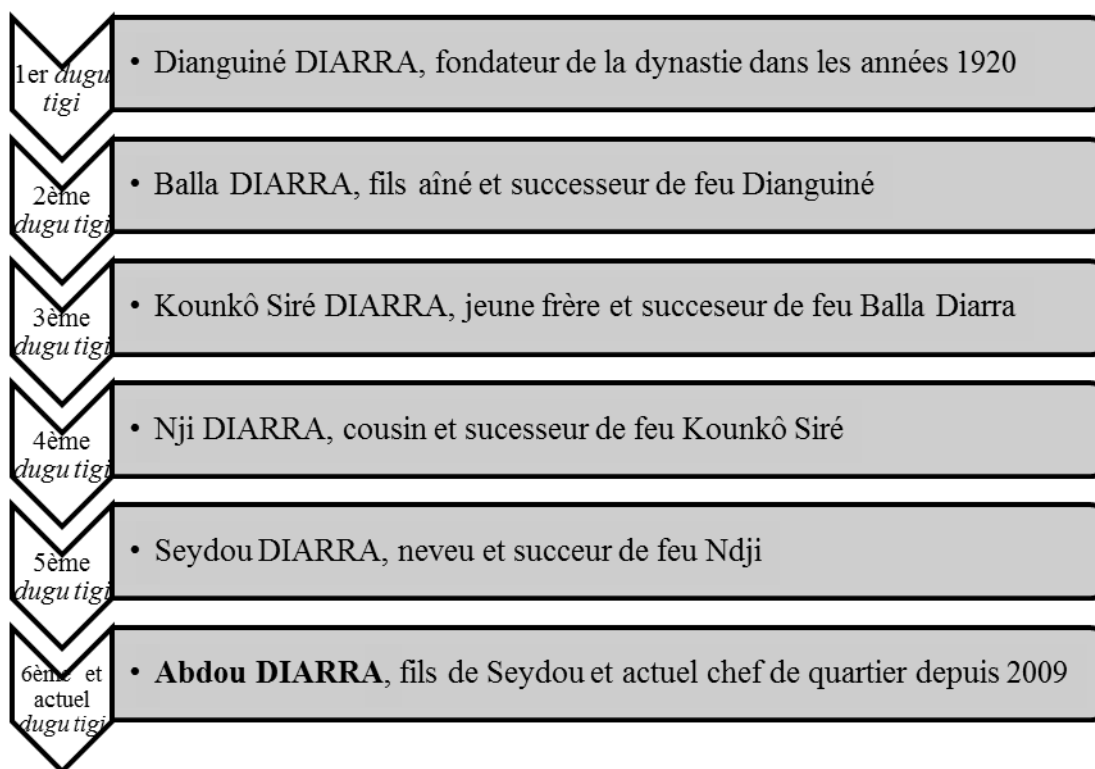 1er dugu
tigi
• Dianguiné DIARRA, fondateur de la dynastie dans les années 1920
2ème
dugu tigi
• Balla DIARRA, fils aîné et successeur de feu Dianguiné
3ème
dugu tigi
• Kounkô Siré DIARRA, jeune frère et succeseur de feu Balla Diarra
4ème
dugu tigi
• Nji DIARRA, cousin et sucesseur de feu Kounkô Siré
5ème
dugu tigi
• Seydou DIARRA, neveu et succeur de feu Ndji
6ème et
actuel
dugu tigi
• Abdou DIARRA, fils de Seydou et actuel chef de quartier depuis 2009